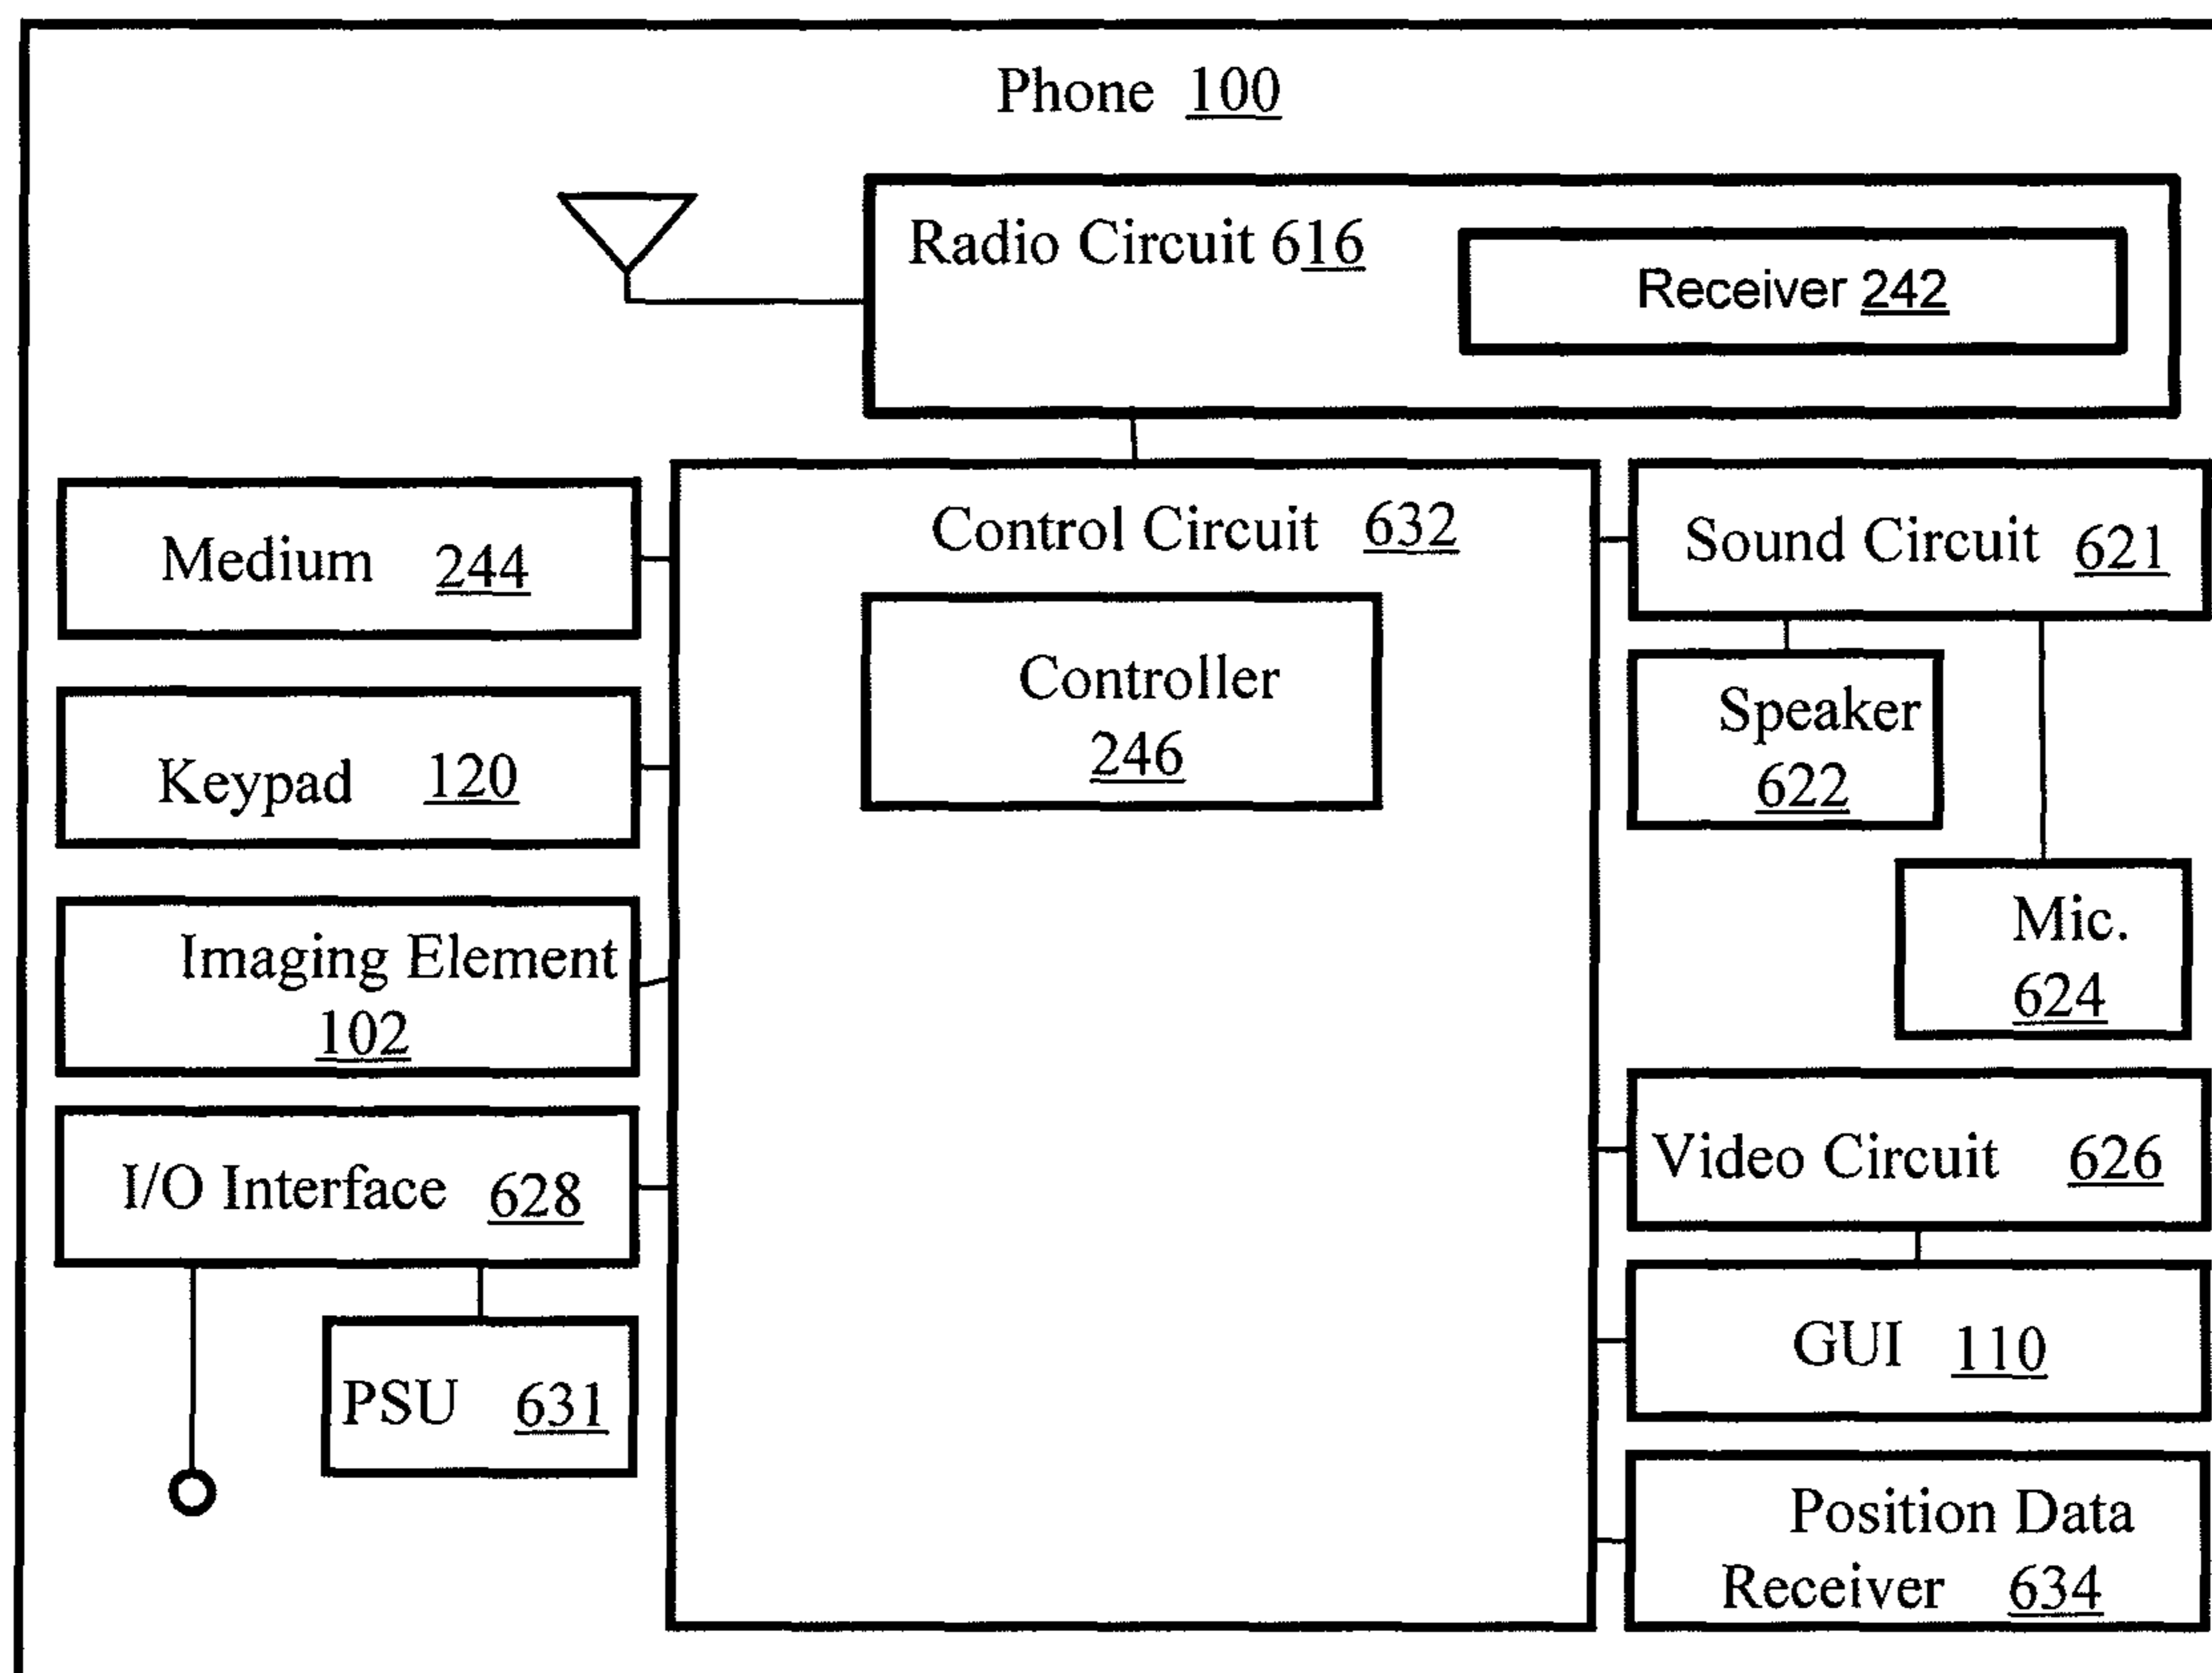 Phone 100
Radio Circuit 616
Receiver 242
Medium 244
Control Circuit 632
Sound Circuit 621
Controller
246
Speaker
622
Keypad 120
Mic.
624
Imaging Element
102
Video Circuit 626
I/O Interface 628
GUI 110
PSU 631
Position Data
Receiver 634